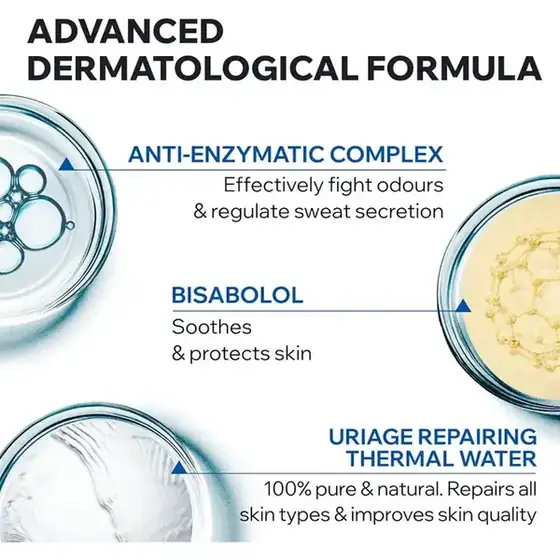 ADVANCED
DERMATOLOGICAL FORMULA
ANTI-ENZYMATIC COMPLEX
Effectively fight odours
& regulate sweat secretion
BISABOLOL
Soothes
& protects skin
URIAGE REPAIRING
THERMAL WATER
100% pure & natural. Repairs all
skin types & improves skin quality